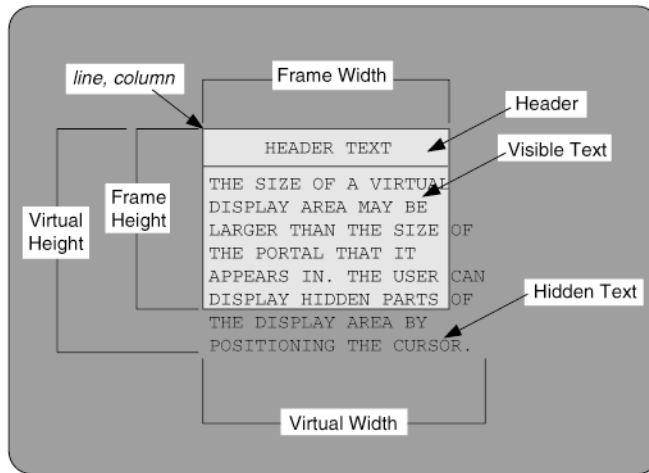 Frame Width
line, column
Header
HEADER TEXT
Visible Text
THE SIZE OF A VIRTUAL
DISPLAY AREA MAY BE
LARGER THAN THE SIZE OF
THE PORTAL THAT IT
APPEARS IN. THE USER CAN
DISPLAY HIDDEN PARTS OF
THE DISPLAY AREA BY
POSITIONING THE CURSOR.
Frame
Height
Virtual
Height
Hidden Text
Virtual Width